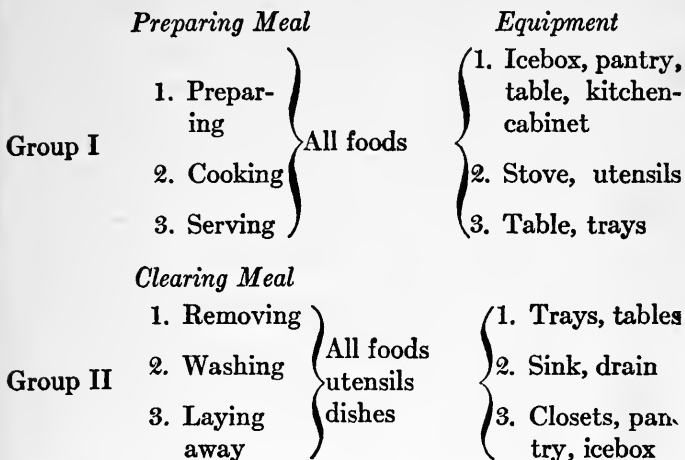 Preparing Meal Equipment
1. Icebox, pantry,
1. Prepar- table, kitchen-
ing cabinet
Group I All foods
2. Cooking 2. Stove, utensils
3. Serving 3. Table, trays
Clearing Meal
1. Removing 1. Trays, tables
All foods
Group II 2. Washing utensils 2. Sink, drain
3. Laying dishes 3. Closets, pan-
away try, icebox